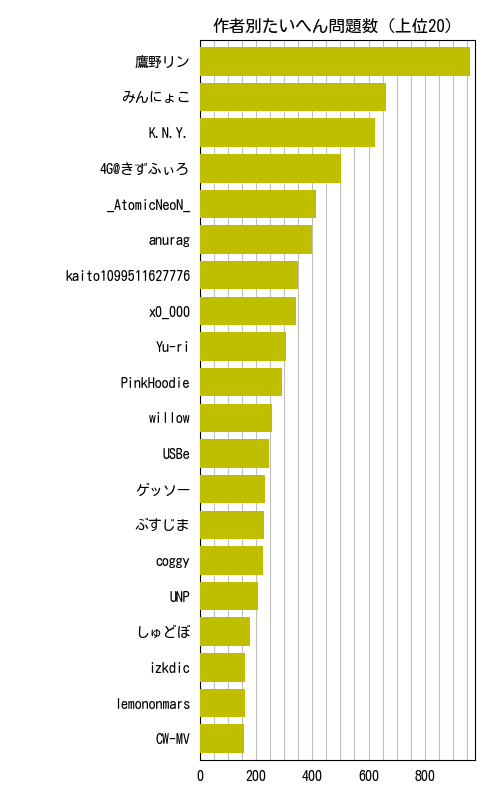 作者別たいへん問題数 (上位20)
鷹野リン
みんにょこ
K.N.Y.
4G@きずふぃろ
_AtomicNeoN_
anurag
kaito1099511627776
x0_000
Yu-ri
PinkHoodie
willow
USBe
ゲッソー
ぶすじま
coggy
UNP
しゅどぼ
izkdic
lemononmars
CW-MV
0 200 400 600 800